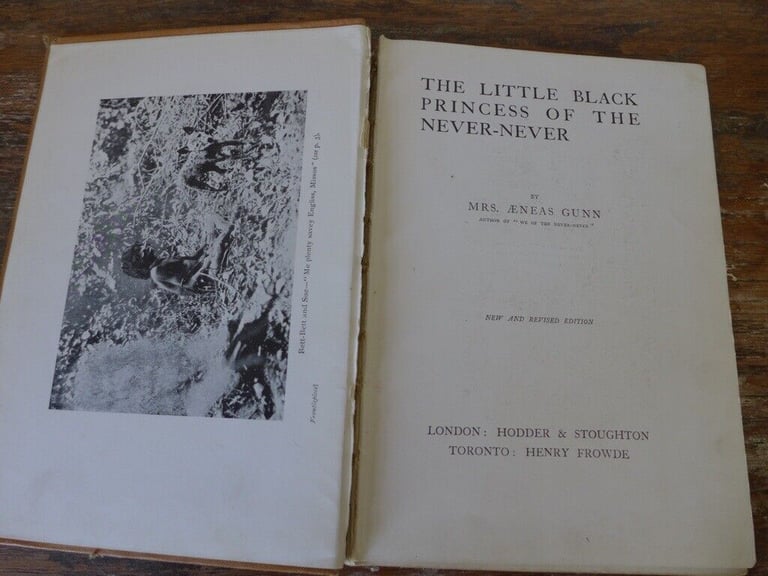 Bett-Bett and Sue—"Me plenty savey Engliss, Missus" (see p. 3).
Frontispiece]
THE LITTLE BLACK
PRINCESS OF THE
NEVER-NEVER
BY
MRS. ÆNEAS GUNN
AUTHOR OF "WE OF THE NEVER-NEVER"
NEW AND REVISED EDITION
LONDON: HODDER & STOUGHTON
TORONTO: HENRY FROWDE